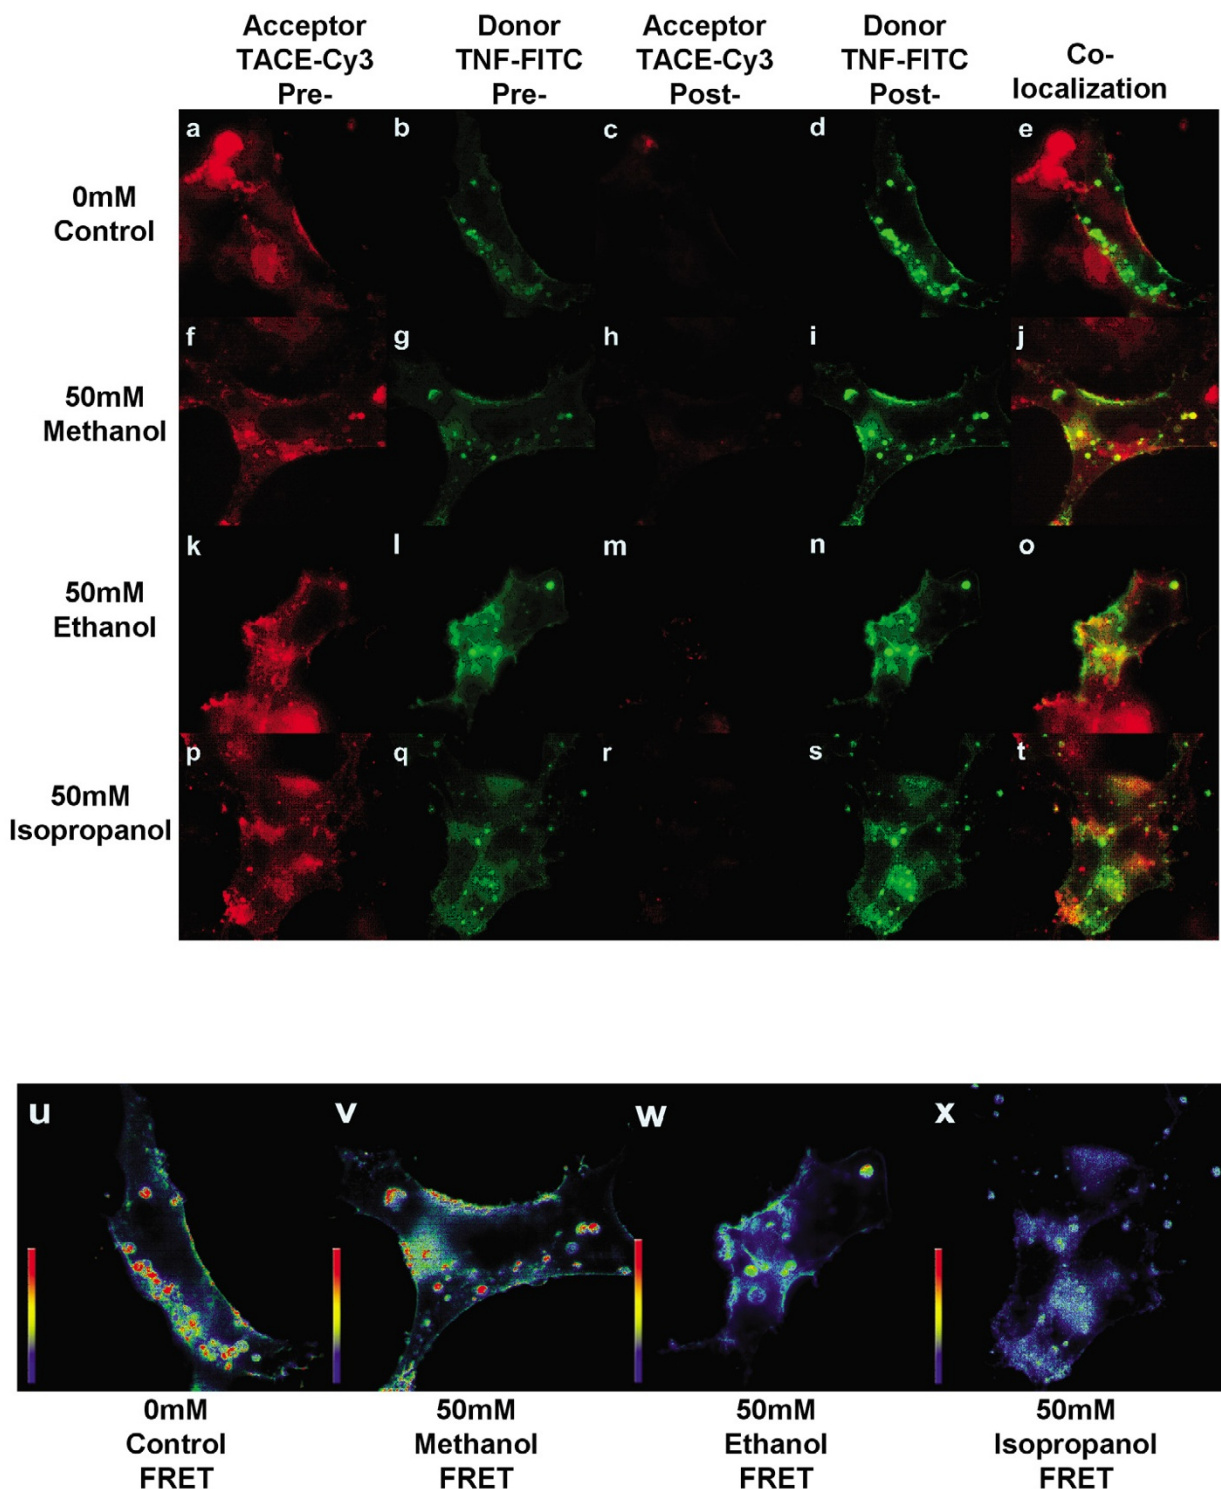 Acceptor
TACE-Cy3
Pre-
Donor
TNF-FITC
Pre-
Acceptor
TACE-Cy3
Post-
Donor
TNF-FITC
Post-
Co-
localization
0mM
Control
a b c d e
50mM
Methanol
f g h i j
50mM
Ethanol
k l m n o
50mM
Isopropanol
p q r s t
u v w x
0mM
Control
FRET
50mM
Methanol
FRET
50mM
Ethanol
FRET
50mM
Isopropanol
FRET